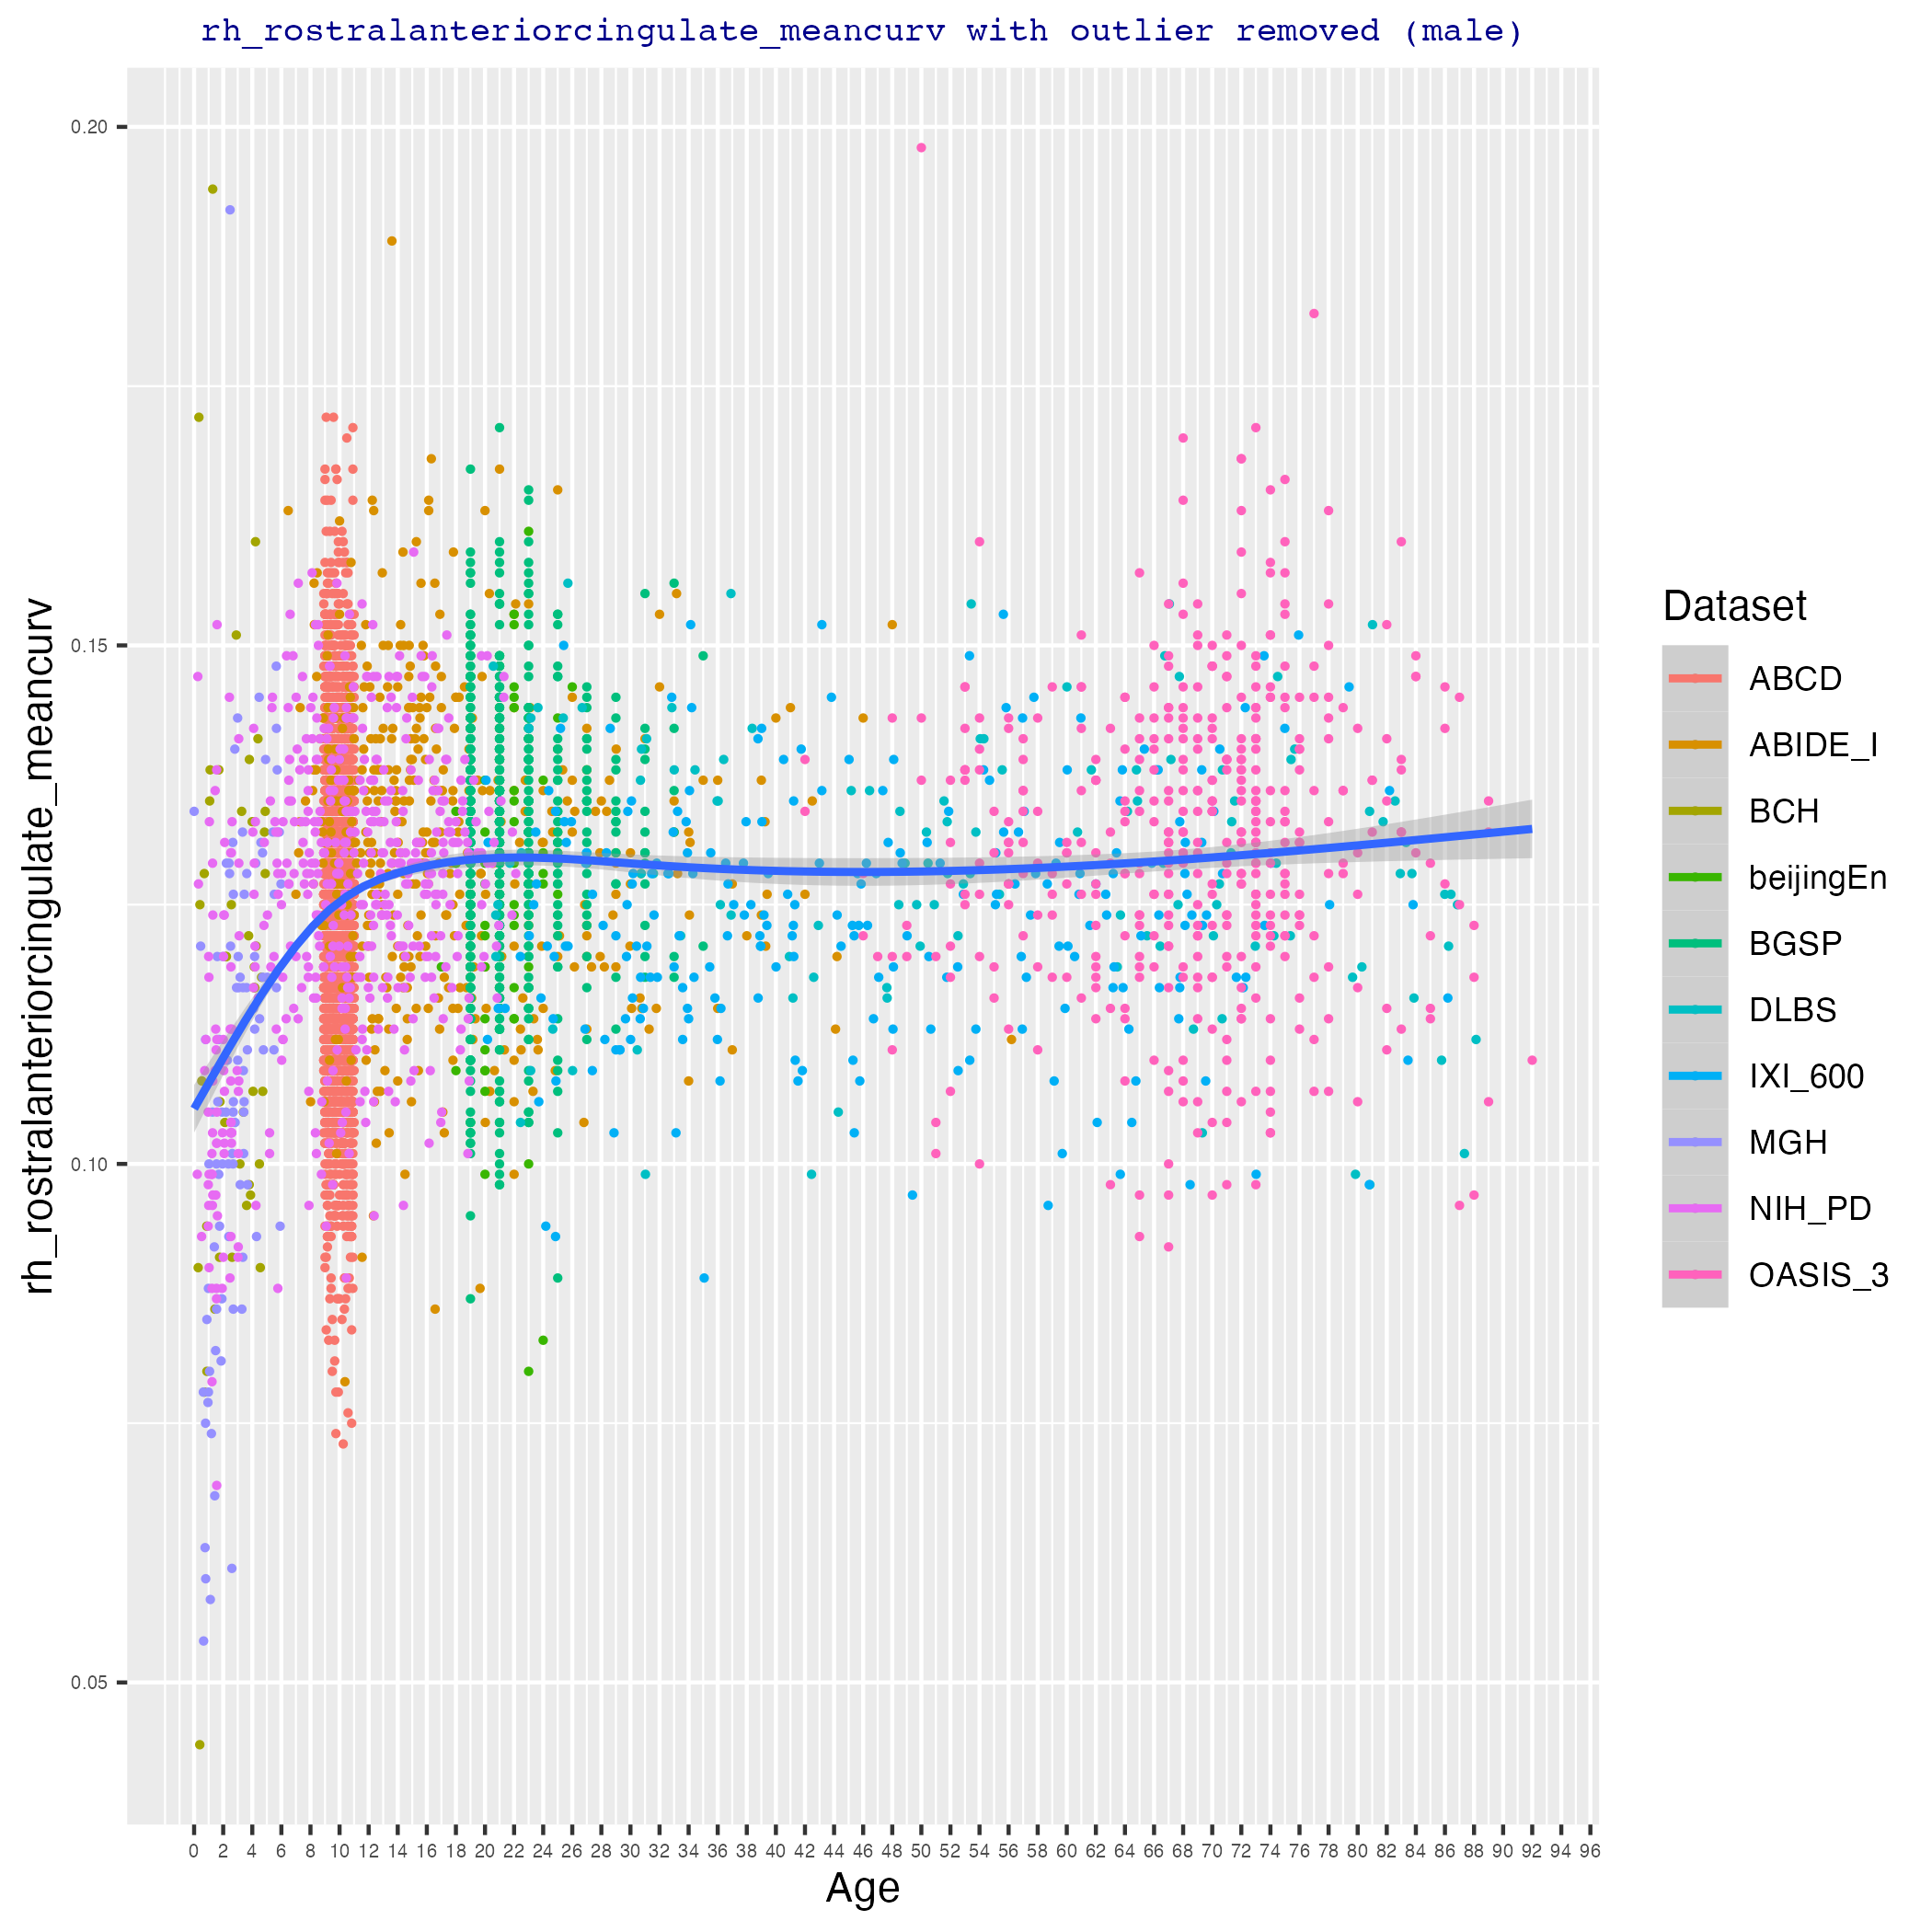 rh_rostralanteriorcingulate_meancurv with outlier removed (male)
rh_rostralanteriorcingulate_meancurv
0.20
0.15
0.10
0.05
0 2 4 6 8 10 12 14 16 18 20 22 24 26 28 30 32 34 36 38 40 42 44 46 48 50 52 54 56 58 60 62 64 66 68 70 72 74 76 78 80 82 84 86 88 90 92 94 96
Age
Dataset
ABCD
ABIDE_I
BCH
beijingEn
BGSP
DLBS
IXI_600
MGH
NIH_PD
OASIS_3